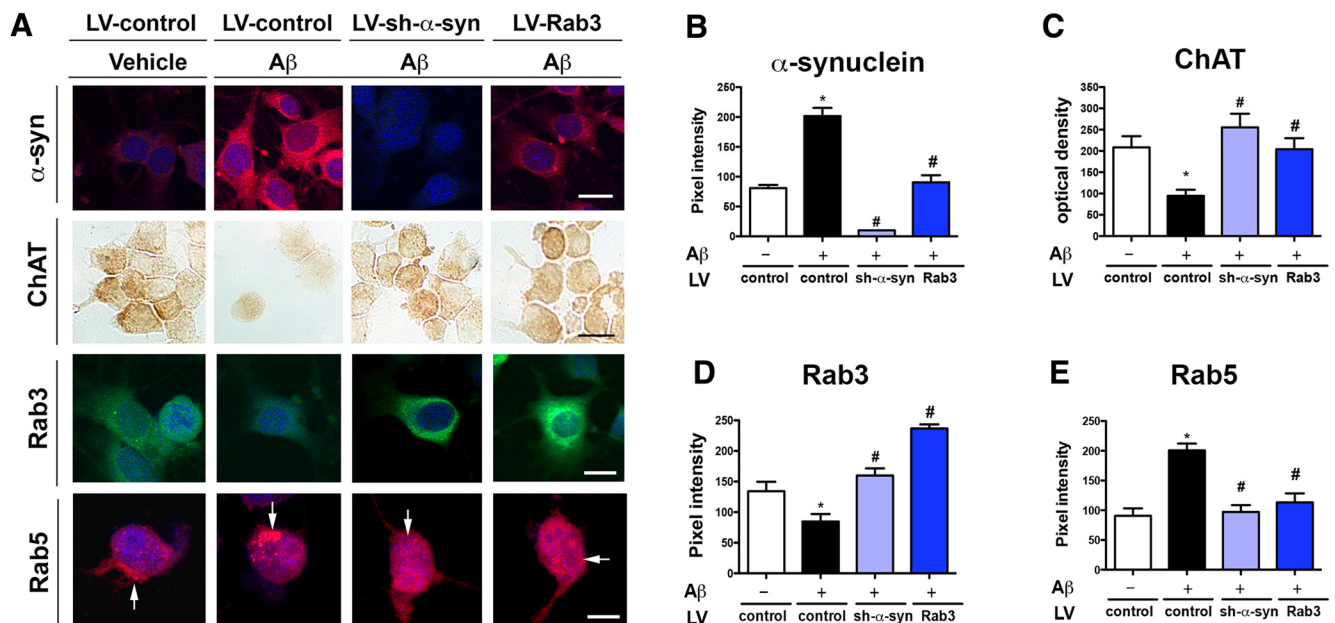 A
LV-control LV-control LV-sh-α-syn LV-Rab3
Vehicle Aβ Aβ Aβ
α-syn
ChAT
Rab3
Rab5
B
α-synuclein
Pixel intensity
250
200
150
100
50
0
*
#
#
Aβ − + + +
LV control control sh-α-syn Rab3
C
ChAT
optical density
350
300
260
200
150
100
50
0
*
#
#
Aβ − + + +
LV control control sh-α-syn Rab3
D
Rab3
Pixel intensity
250
200
150
100
50
0
*
#
#
Aβ − + + +
LV control control sh-α-syn Rab3
E
Rab5
Pixel intensity
300
250
200
150
100
50
0
*
#
#
Aβ − + + +
LV control control sh-α-syn Rab3